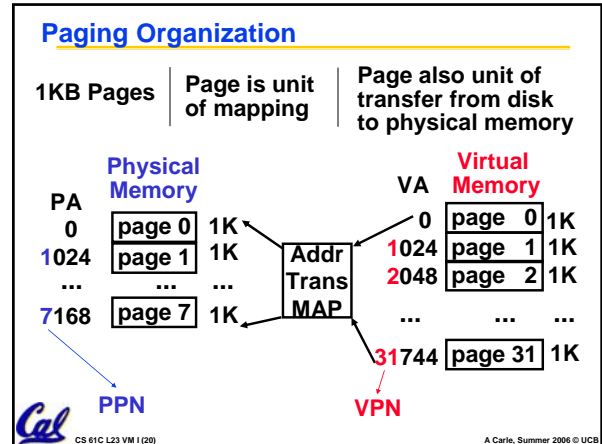 Paging Organization
1KB Pages
Page is unit
of mapping
Page also unit of
transfer from disk
to physical memory
Physical
Memory
PA
0 page 0 1K
1024 page 1 1K
... ... ...
7168 page 7 1K
PPN
Addr
Trans
MAP
Virtual
Memory
VA
0 page 0 1K
1024 page 1 1K
2048 page 2 1K
... ... ...
31744 page 31 1K
VPN
Cal
CS 61C L23 VM I (20)
A Carle, Summer 2006 © UCB